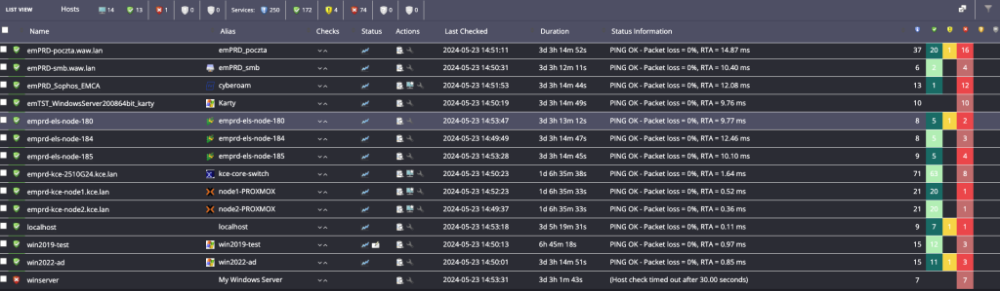 LIST VIEW Hosts 14 13 1 0 0 Services: 250 172 4 74 0 0
Name Alias Checks Status Actions Last Checked Duration Status Information
emPRD-poczta.waw.lan emPRD_poczta 2024-05-23 14:51:11 3d 3h 14m 52s PING OK - Packet loss = 0%, RTA = 14.87 ms 37 20 1 16
emPRD-smb.waw.lan emPRD_smb 2024-05-23 14:50:31 3d 3h 12m 11s PING OK - Packet loss = 0%, RTA = 10.40 ms 6 4
emPRD_Sophos_EMCA cyberoam 2024-05-23 14:51:53 3d 3h 14m 44s PING OK - Packet loss = 0%, RTA = 12.08 ms 13 1 12
emTST_WindowsServer200864bit_karty Karty 2024-05-23 14:50:19 3d 3h 14m 49s PING OK - Packet loss = 0%, RTA = 9.76 ms 10 10
emprd-els-node-180 emprd-els-node-180 2024-05-23 14:53:47 3d 3h 13m 12s PING OK - Packet loss = 0%, RTA = 9.77 ms 8 5 1 2
emprd-els-node-184 emprd-els-node-184 2024-05-23 14:49:49 3d 3h 14m 47s PING OK - Packet loss = 0%, RTA = 12.46 ms 8 5 3
emprd-els-node-185 emprd-els-node-185 2024-05-23 14:53:28 3d 3h 14m 45s PING OK - Packet loss = 0%, RTA = 10.10 ms 9 5 4
emprd-kce-2510G24.kce.lan kce-core-switch 2024-05-23 14:50:32 1d 6h 35m 38s PING OK - Packet loss = 0%, RTA = 1.64 ms 71 63 8
emprd-kce-node1.kce.lan node1-PROXMOX 2024-05-23 14:52:23 1d 6h 35m 33s PING OK - Packet loss = 0%, RTA = 0.52 ms 21 20 1
emprd-kce-node2.kce.lan node2-PROXMOX 2024-05-23 14:49:37 1d 6h 35m 33s PING OK - Packet loss = 0%, RTA = 0.36 ms 21 20 1
localhost localhost 2024-05-23 14:53:18 3d 5h 19m 31s PING OK - Packet loss = 0%, RTA = 0.11 ms 9 7 1 1
win2019-test win2019-test 2024-05-23 14:50:13 6h 45m 18s PING OK - Packet loss = 0%, RTA = 0.97 ms 15 12 3
win2022-ad win2022-ad 2024-05-23 14:50:01 3d 3h 14m 51s PING OK - Packet loss = 0%, RTA = 0.85 ms 15 11 1 3
winserver My Windows Server 2024-05-23 14:53:31 3d 3h 1m 43s (Host check timed out after 30.00 seconds) 7 7